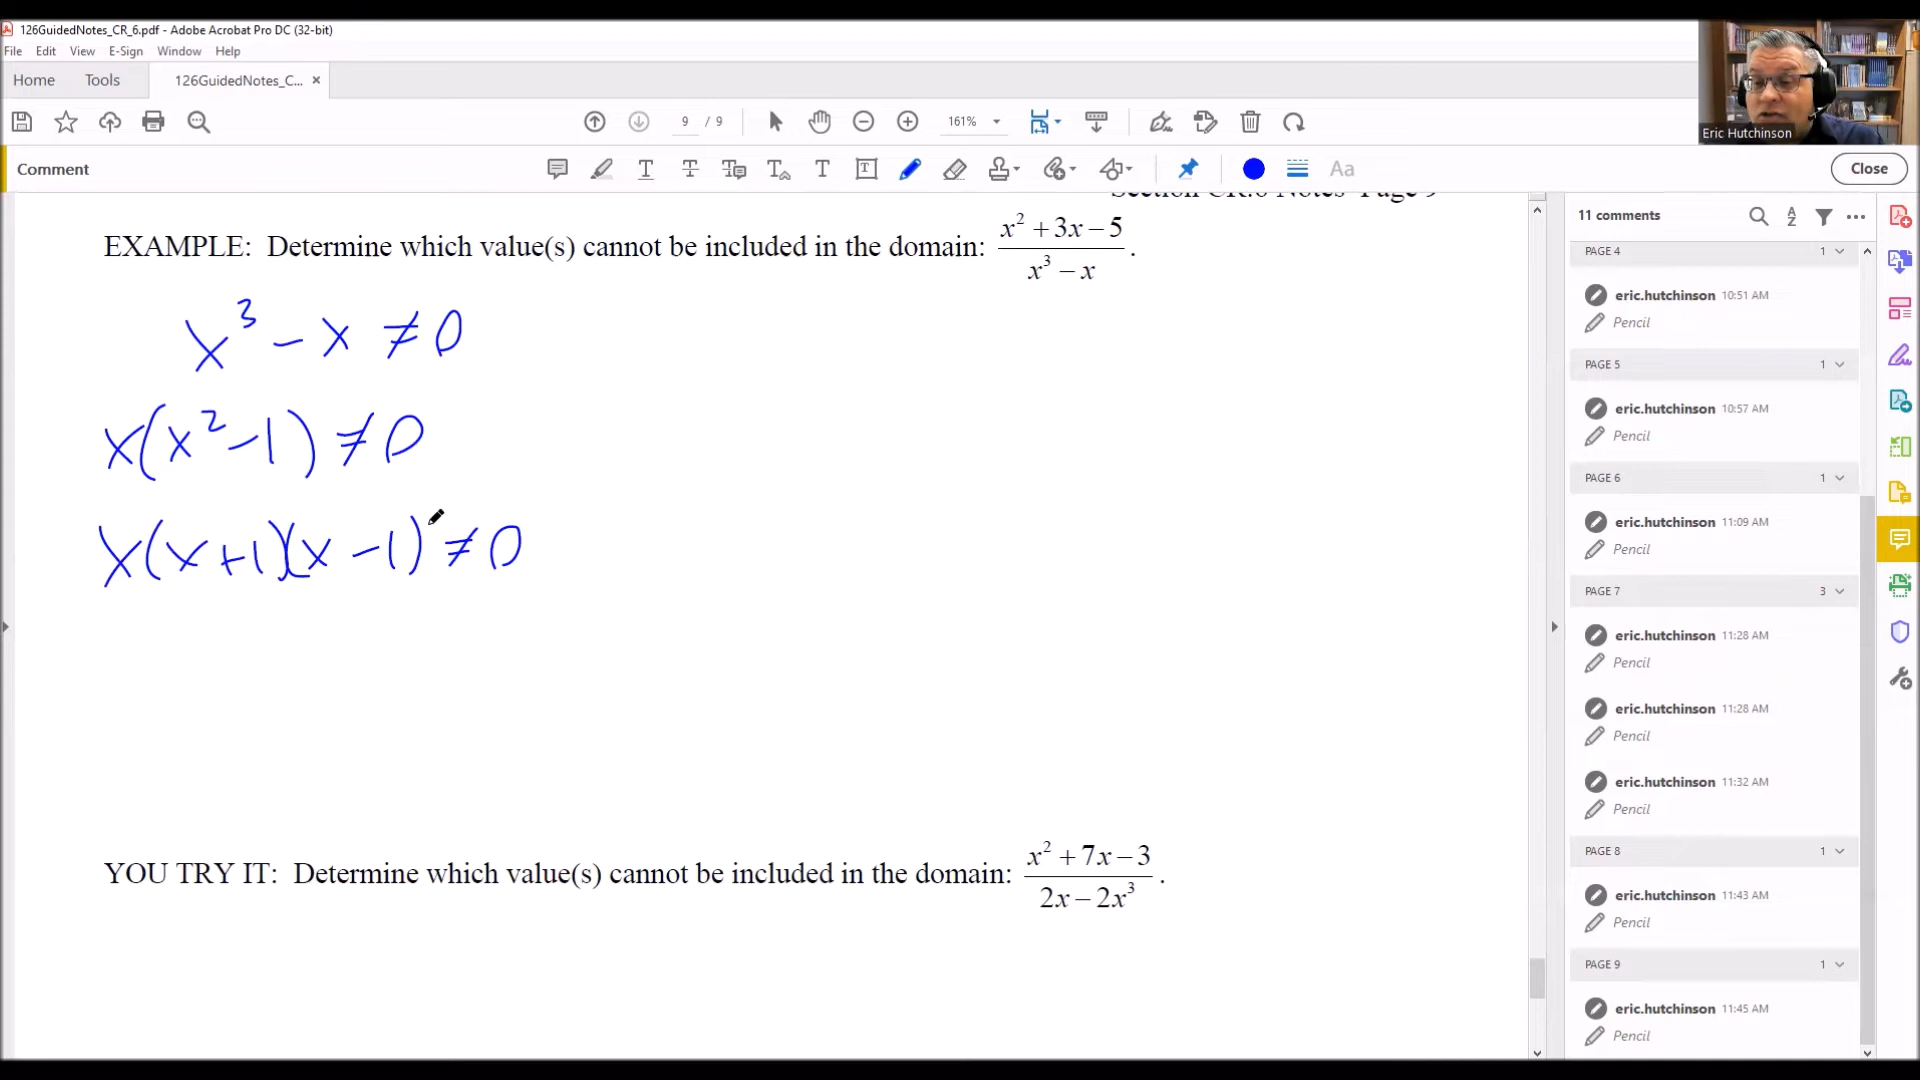 126GuidedNotes_CR_6.pdf - Adobe Acrobat Pro DC (32-bit)
File Edit View E-Sign Window Help
Home Tools 126GuidedNotes_C... ×
9 / 9 161%
Eric Hutchinson
Comment Aa Close
Section CR.6 Notes Page 9
EXAMPLE: Determine which value(s) cannot be included in the domain: (x² + 3x – 5)/(x³ – x).
x³ – x ≠ 0
x(x² – 1) ≠ 0
x(x + 1)(x – 1) ≠ 0
YOU TRY IT: Determine which value(s) cannot be included in the domain: (x² + 7x – 3)/(2x – 2x³).
11 comments
PAGE 4 1
eric.hutchinson 10:51 AM
Pencil
PAGE 5 1
eric.hutchinson 10:57 AM
Pencil
PAGE 6 1
eric.hutchinson 11:09 AM
Pencil
PAGE 7 3
eric.hutchinson 11:28 AM
Pencil
eric.hutchinson 11:28 AM
Pencil
eric.hutchinson 11:32 AM
Pencil
PAGE 8 1
eric.hutchinson 11:43 AM
Pencil
PAGE 9 1
eric.hutchinson 11:45 AM
Pencil